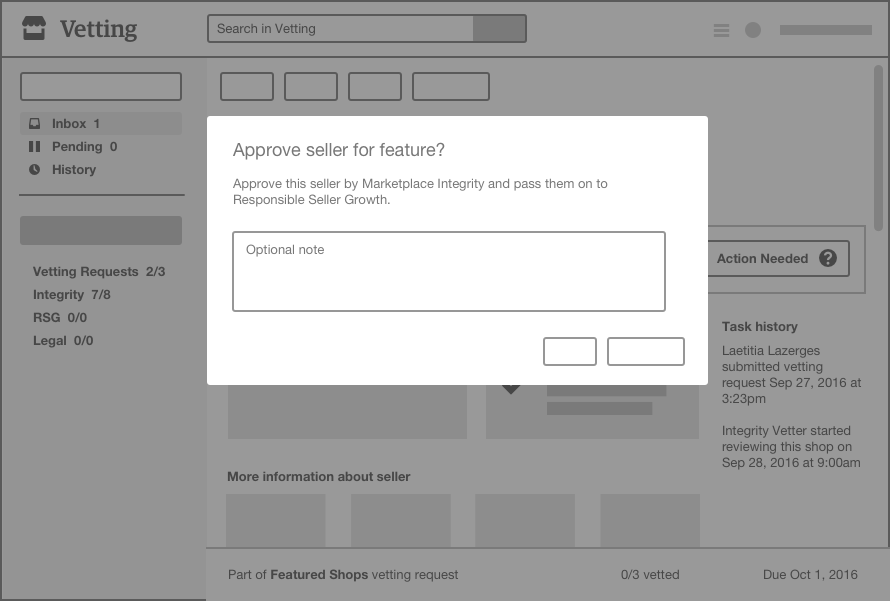 Vetting
Search in Vetting
Inbox 1
Pending 0
History
Vetting Requests 2/3
Integrity 7/8
RSG 0/0
Legal 0/0
Approve seller for feature?
Approve this seller by Marketplace Integrity and pass them on to
Responsible Seller Growth.
Optional note
Action Needed ?
Task history
Laetitia Lazerges
submitted vetting
request Sep 27, 2016 at
3:23pm
Integrity Vetter started
reviewing this shop on
Sep 28, 2016 at 9:00am
More information about seller
Part of Featured Shops vetting request
0/3 vetted
Due Oct 1, 2016